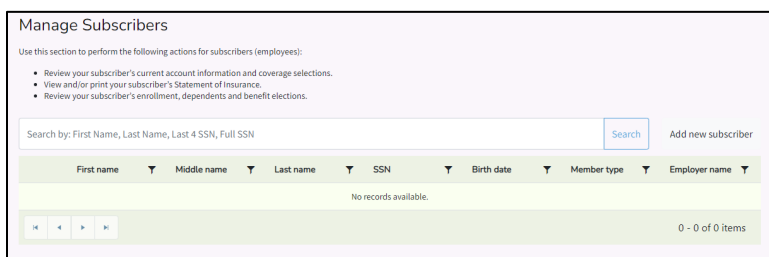 Manage Subscribers
Use this section to perform the following actions for subscribers (employees):
Review your subscriber's current account information and coverage selections.
View and/or print your subscriber's Statement of Insurance.
Review your subscriber's enrollment, dependents and benefit elections.
Search by: First Name, Last Name, Last 4 SSN, Full SSN Search Add new subscriber
First name Middle name Last name SSN Birth date Member type Employer name
No records available.
0 - 0 of 0 items